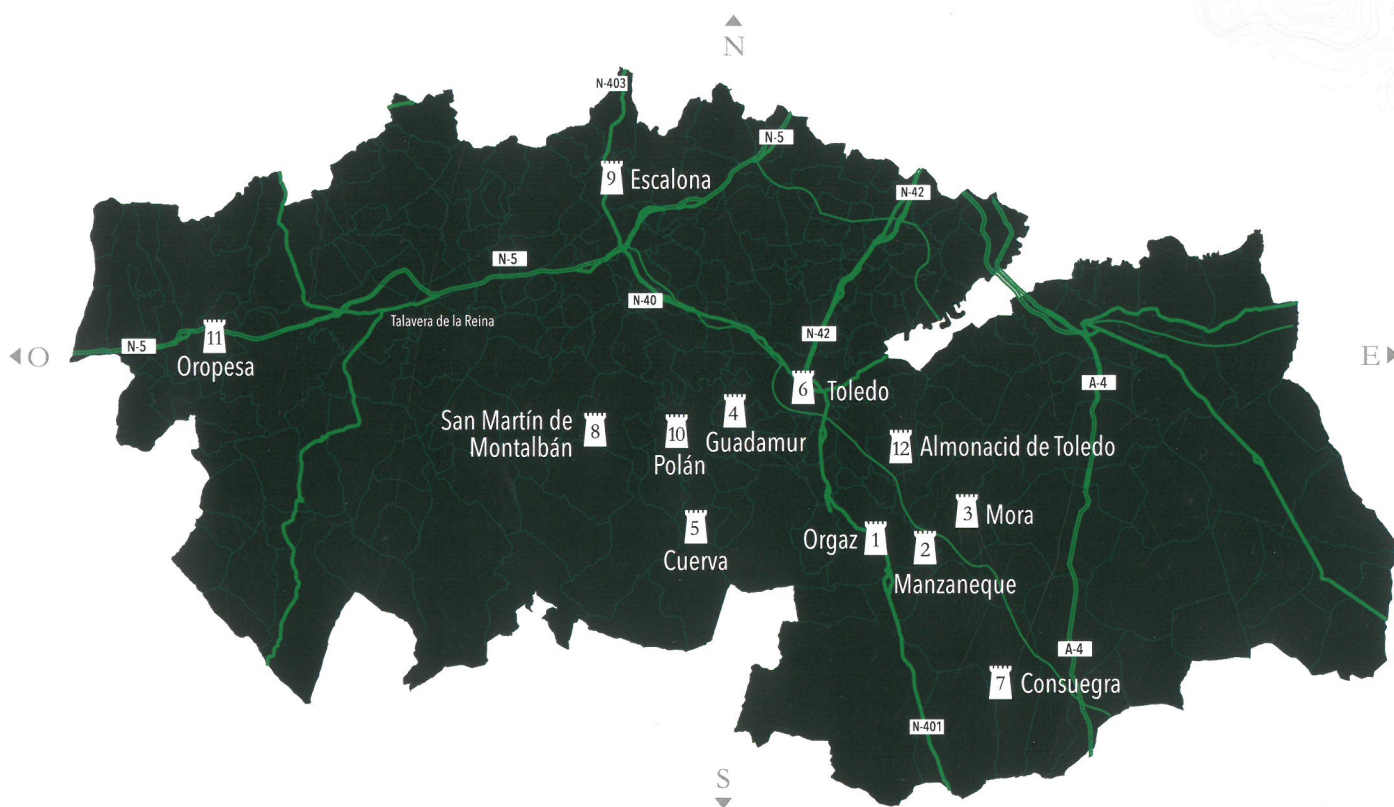 N
N-403
N-5
9 Escalona
N-42
N-5
N-40
Talavera de la Reina
N-42
N-5
11
Oropesa
O
E
A-4
6 Toledo
4
Guadamur
San Martín de
Montalbán
8
10
Polán
12 Almonacid de Toledo
3 Mora
5
Cuerva
Orgaz 1
2
Manzaneque
A-4
7 Consuegra
N-401
S